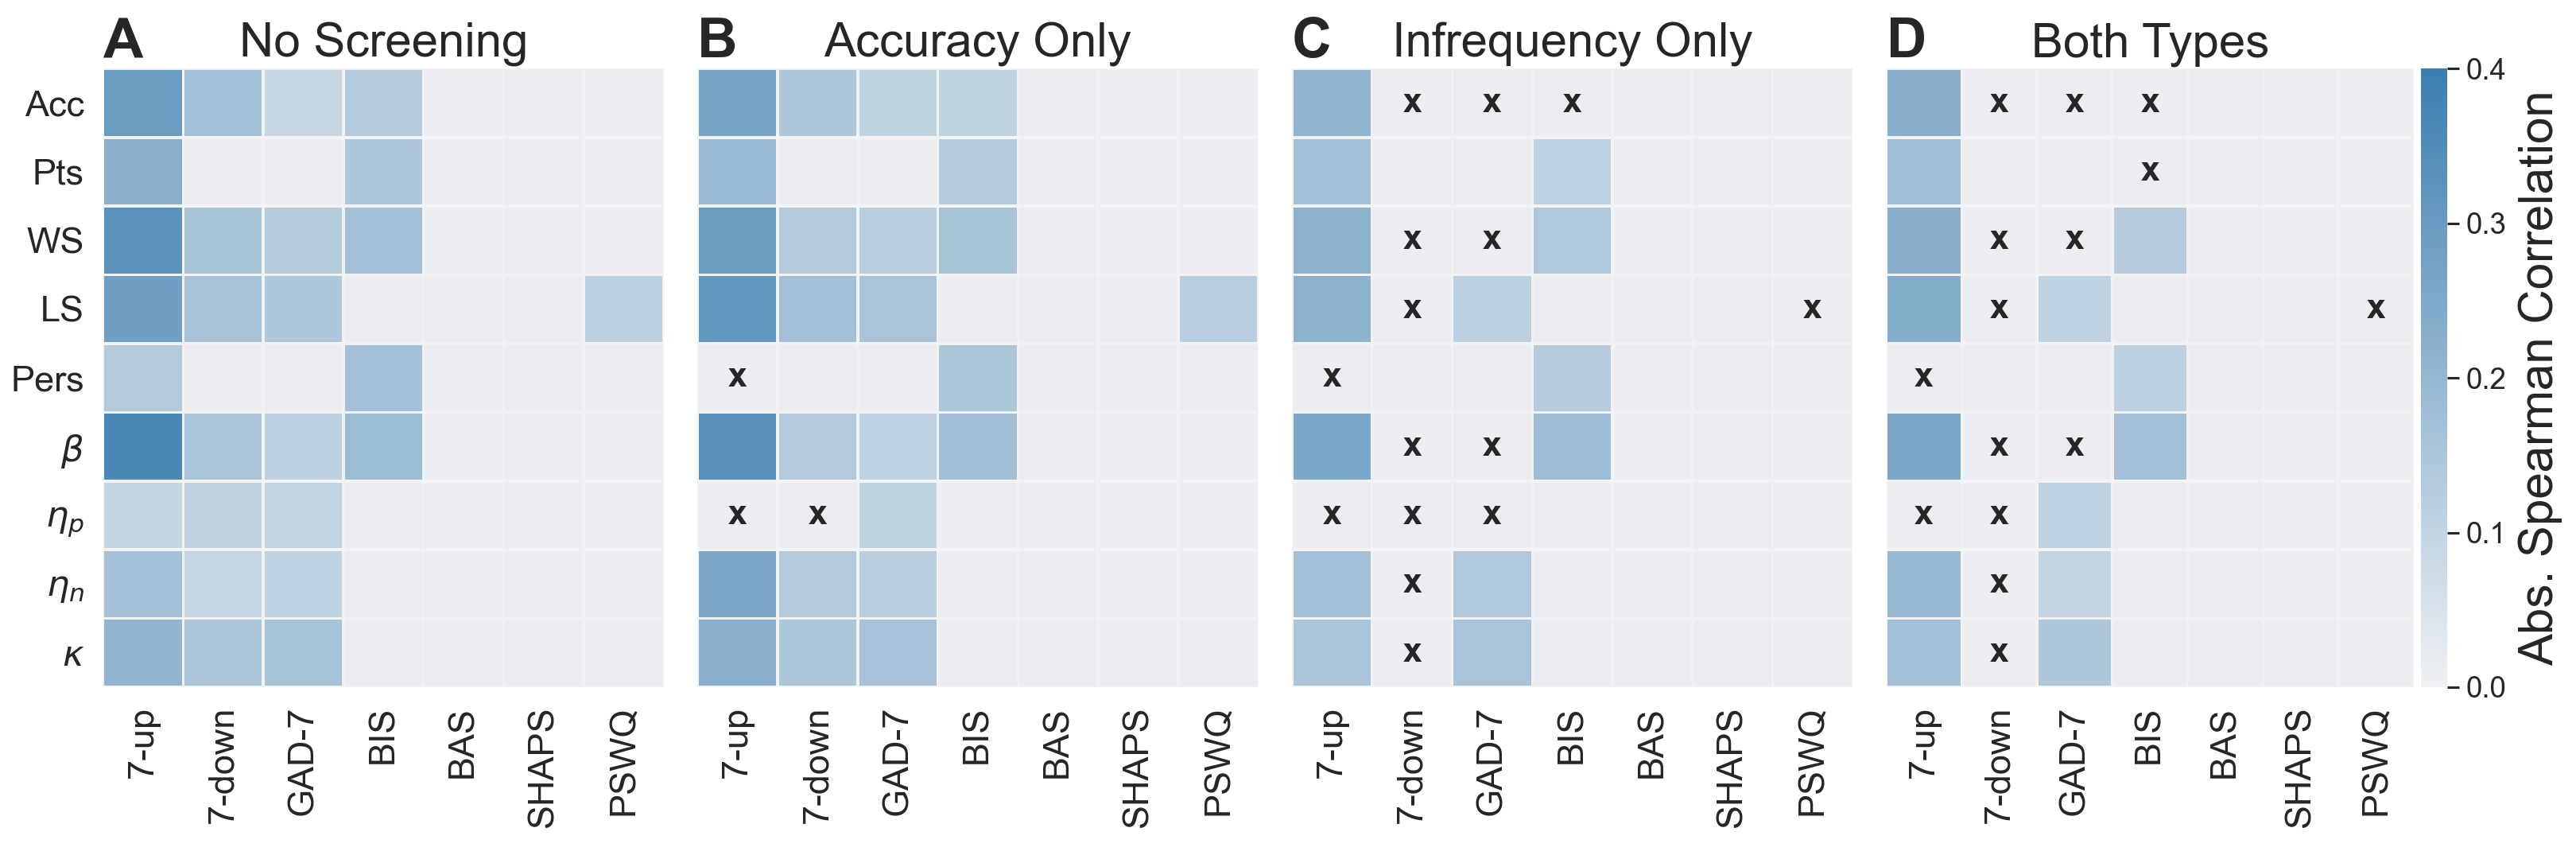 A No Screening
B Accuracy Only
C Infrequency Only
D Both Types
Acc x x x x x x
Pts x
WS x x x x
LS x x x x
Pers x x x
β x x x x
ηp x x x x x x x
ηn x x
κ x x
7-up 7-down GAD-7 BIS BAS SHAPS PSWQ
7-up 7-down GAD-7 BIS BAS SHAPS PSWQ
7-up 7-down GAD-7 BIS BAS SHAPS PSWQ
7-up 7-down GAD-7 BIS BAS SHAPS PSWQ
0.4
0.3
0.2
0.1
0.0
Abs. Spearman Correlation